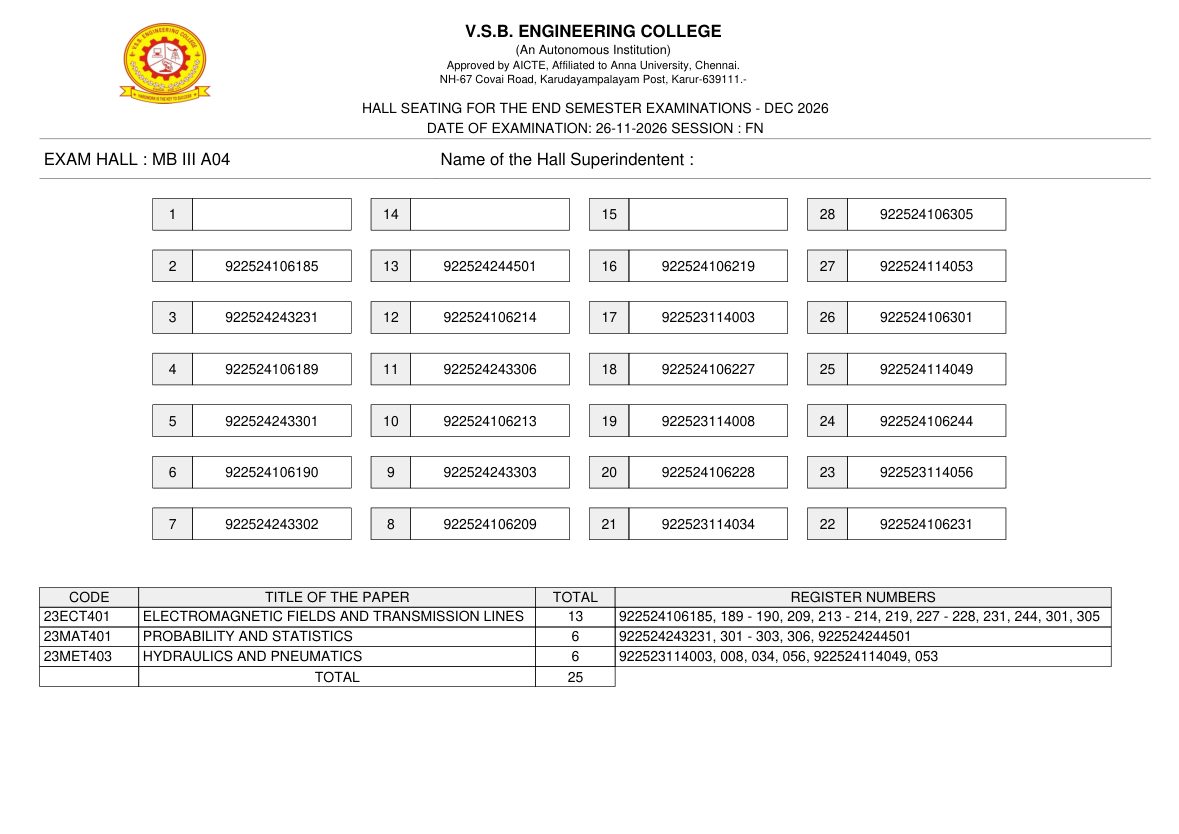 V.S.B. ENGINEERING COLLEGE
(An Autonomous Institution)
Approved by AICTE, Affiliated to Anna University, Chennai.
NH-67 Covai Road, Karudayampalayam Post, Karur-639111.-
HALL SEATING FOR THE END SEMESTER EXAMINATIONS - DEC 2026
DATE OF EXAMINATION: 26-11-2026 SESSION : FN
EXAM HALL : MB III A04 Name of the Hall Superintendent :
1 14 15 28 922524106305
2 922524106185 13 922524244501 16 922524106219 27 922524114053
3 922524243231 12 922524106214 17 922523114003 26 922524106301
4 922524106189 11 922524243306 18 922524106227 25 922524114049
5 922524243301 10 922524106213 19 922523114008 24 922524106244
6 922524106190 9 922524243303 20 922524106228 23 922523114056
7 922524243302 8 922524106209 21 922523114034 22 922524106231
CODE TITLE OF THE PAPER TOTAL REGISTER NUMBERS
23ECT401 ELECTROMAGNETIC FIELDS AND TRANSMISSION LINES 13 922524106185, 189 - 190, 209, 213 - 214, 219, 227 - 228, 231, 244, 301, 305
23MAT401 PROBABILITY AND STATISTICS 6 922524243231, 301 - 303, 306, 922524244501
23MET403 HYDRAULICS AND PNEUMATICS 6 922523114003, 008, 034, 056, 922524114049, 053
TOTAL 25